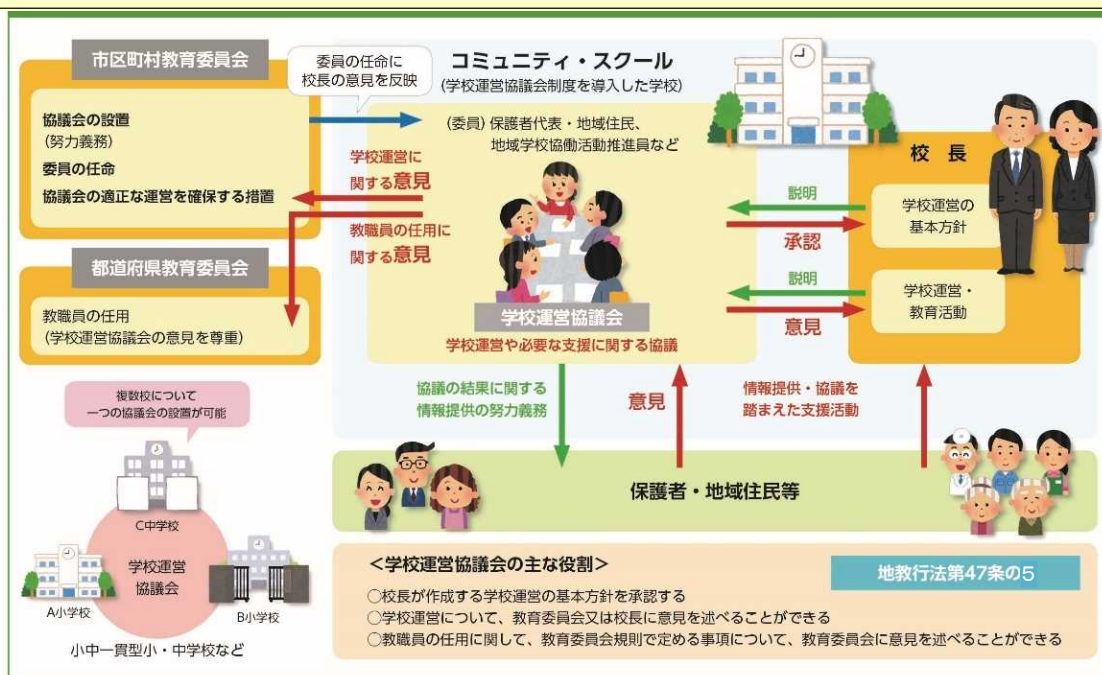 市区町村教育委員会
協議会の設置
(努力義務)
委員の任命
協議会の適正な運営を確保する措置
委員の任命に
校長の意見を反映
コミュニティ・スクール
(学校運営協議会制度を導入した学校)
(委員) 保護者代表・地域住民、
地域学校協働活動推進員など
学校運営に
関する意見
教職員の任用に
関する意見
都道府県教育委員会
教職員の任用
(学校運営協議会の意見を尊重)
学校運営協議会
学校運営や必要な支援に関する協議
校 長
説明
承認
学校運営の
基本方針
説明
意見
学校運営・
教育活動
協議の結果に関する
情報提供の努力義務
意見
情報提供・協議を
踏まえた支援活動
保護者・地域住民等
複数校について
一つの協議会の設置が可能
C中学校
学校運営
協議会
A小学校
B小学校
小中一貫型小・中学校など
<学校運営協議会の主な役割>
地教行法第47条の5
○校長が作成する学校運営の基本方針を承認する
○学校運営について、教育委員会又は校長に意見を述べることができる
○教職員の任用に関して、教育委員会規則で定める事項について、教育委員会に意見を述べることができる